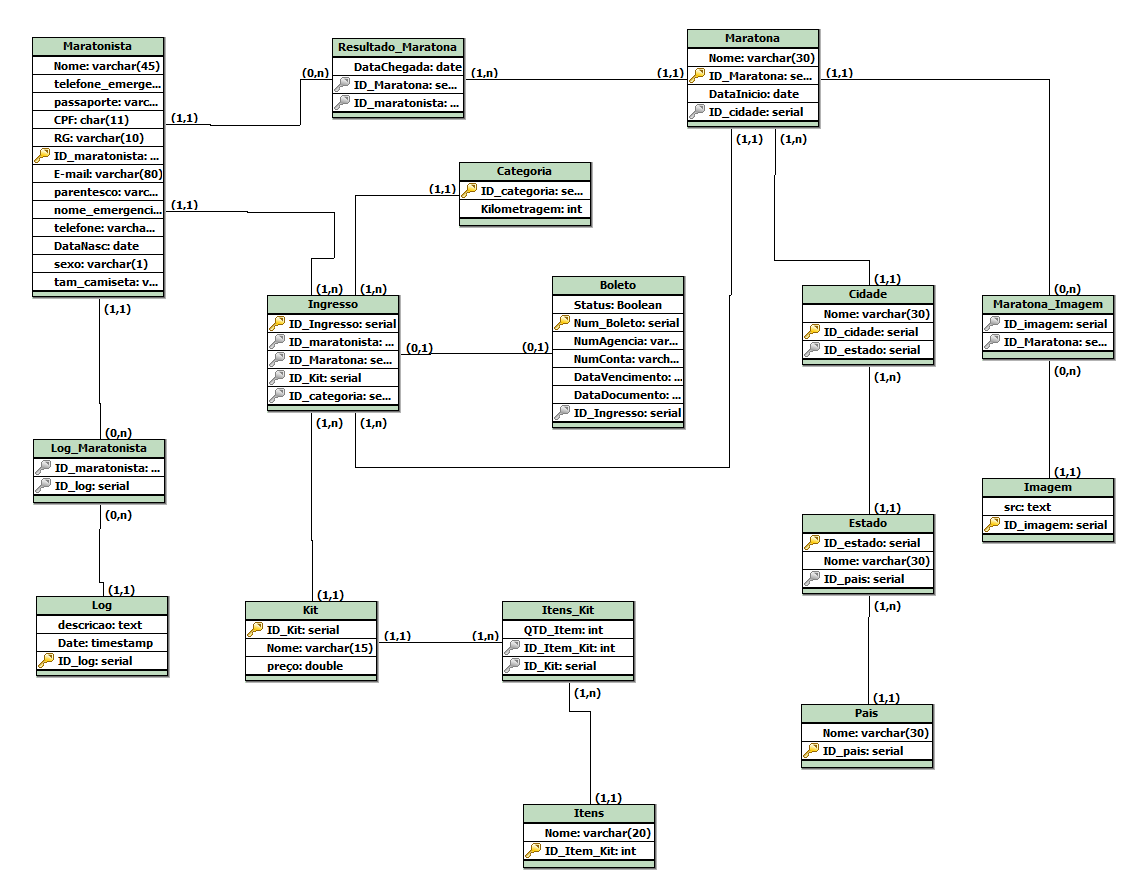 Maratonista
Nome: varchar(45)
telefone_emerge...
passaporte: varc...
CPF: char(11)
RG: varchar(10)
ID_maratonista: ...
E-mail: varchar(80)
parentesco: varc...
nome_emergenci...
telefone: varcha...
DataNasc: date
sexo: varchar(1)
tam_camiseta: v...
(1,1)
(1,1)
(1,1)
(0,n)
Resultado_Maratona
DataChegada: date
ID_Maratona: se...
ID_maratonista: ...
(1,n)
(1,1)
Maratona
Nome: varchar(30)
ID_Maratona: se...
DataInicio: date
ID_cidade: serial
(1,1)
(1,1)
(1,n)
Categoria
ID_categoria: se...
Kilometragem: int
(1,1)
(1,n)
(1,n)
Ingresso
ID_Ingresso: serial
ID_maratonista: ...
ID_Maratona: se...
ID_Kit: serial
ID_categoria: se...
(0,1)
(0,1)
(1,n)
(1,n)
Boleto
Status: Boolean
Num_Boleto: serial
NumAgencia: var...
NumConta: varch...
DataVencimento: ...
DataDocumento: ...
ID_Ingresso: serial
(1,1)
Cidade
Nome: varchar(30)
ID_cidade: serial
ID_estado: serial
(1,n)
(0,n)
Maratona_Imagem
ID_imagem: serial
ID_Maratona: se...
(0,n)
(0,n)
Log_Maratonista
ID_maratonista: ...
ID_log: serial
(0,n)
(1,1)
Imagem
src: text
ID_imagem: serial
(1,1)
Estado
ID_estado: serial
Nome: varchar(30)
ID_pais: serial
(1,n)
(1,1)
Log
descricao: text
Date: timestamp
ID_log: serial
(1,1)
Kit
ID_Kit: serial
Nome: varchar(15)
preço: double
(1,1)
(1,n)
Itens_Kit
QTD_Item: int
ID_Item_Kit: int
ID_Kit: serial
(1,n)
(1,1)
Pais
Nome: varchar(30)
ID_pais: serial
(1,1)
Itens
Nome: varchar(20)
ID_Item_Kit: int